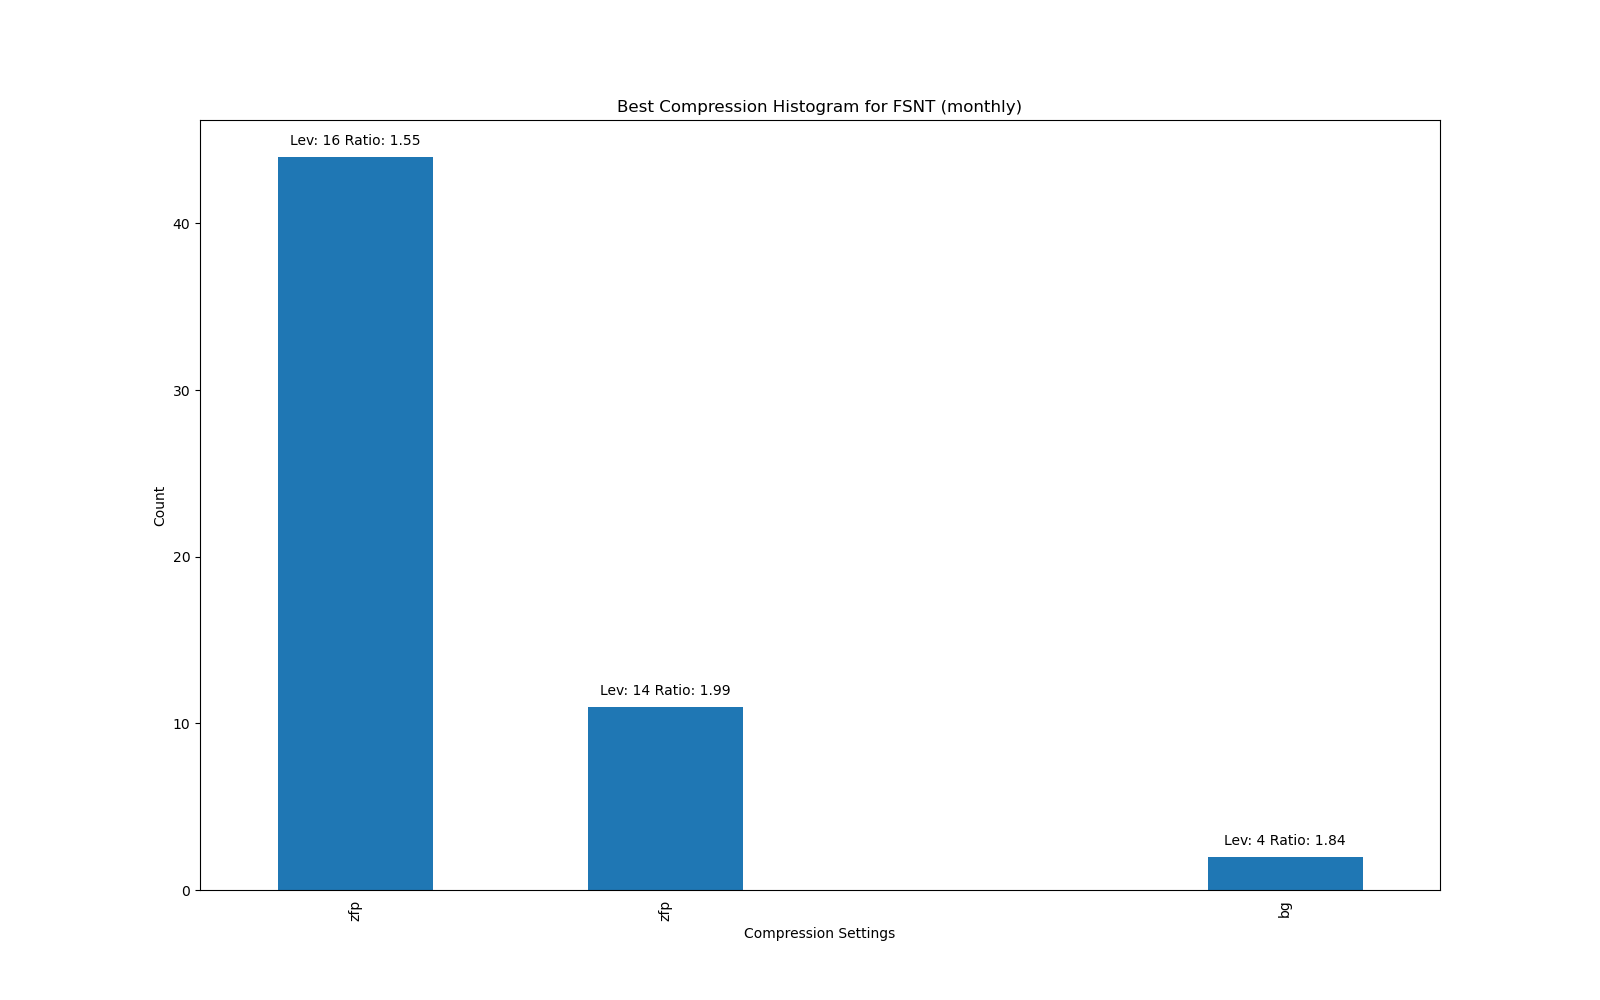 Best Compression Histogram for FSNT (monthly)
Lev: 16 Ratio: 1.55
40
30
Count
20
Lev: 14 Ratio: 1.99
10
Lev: 4 Ratio: 1.84
0
zfp
zfp
bg
Compression Settings